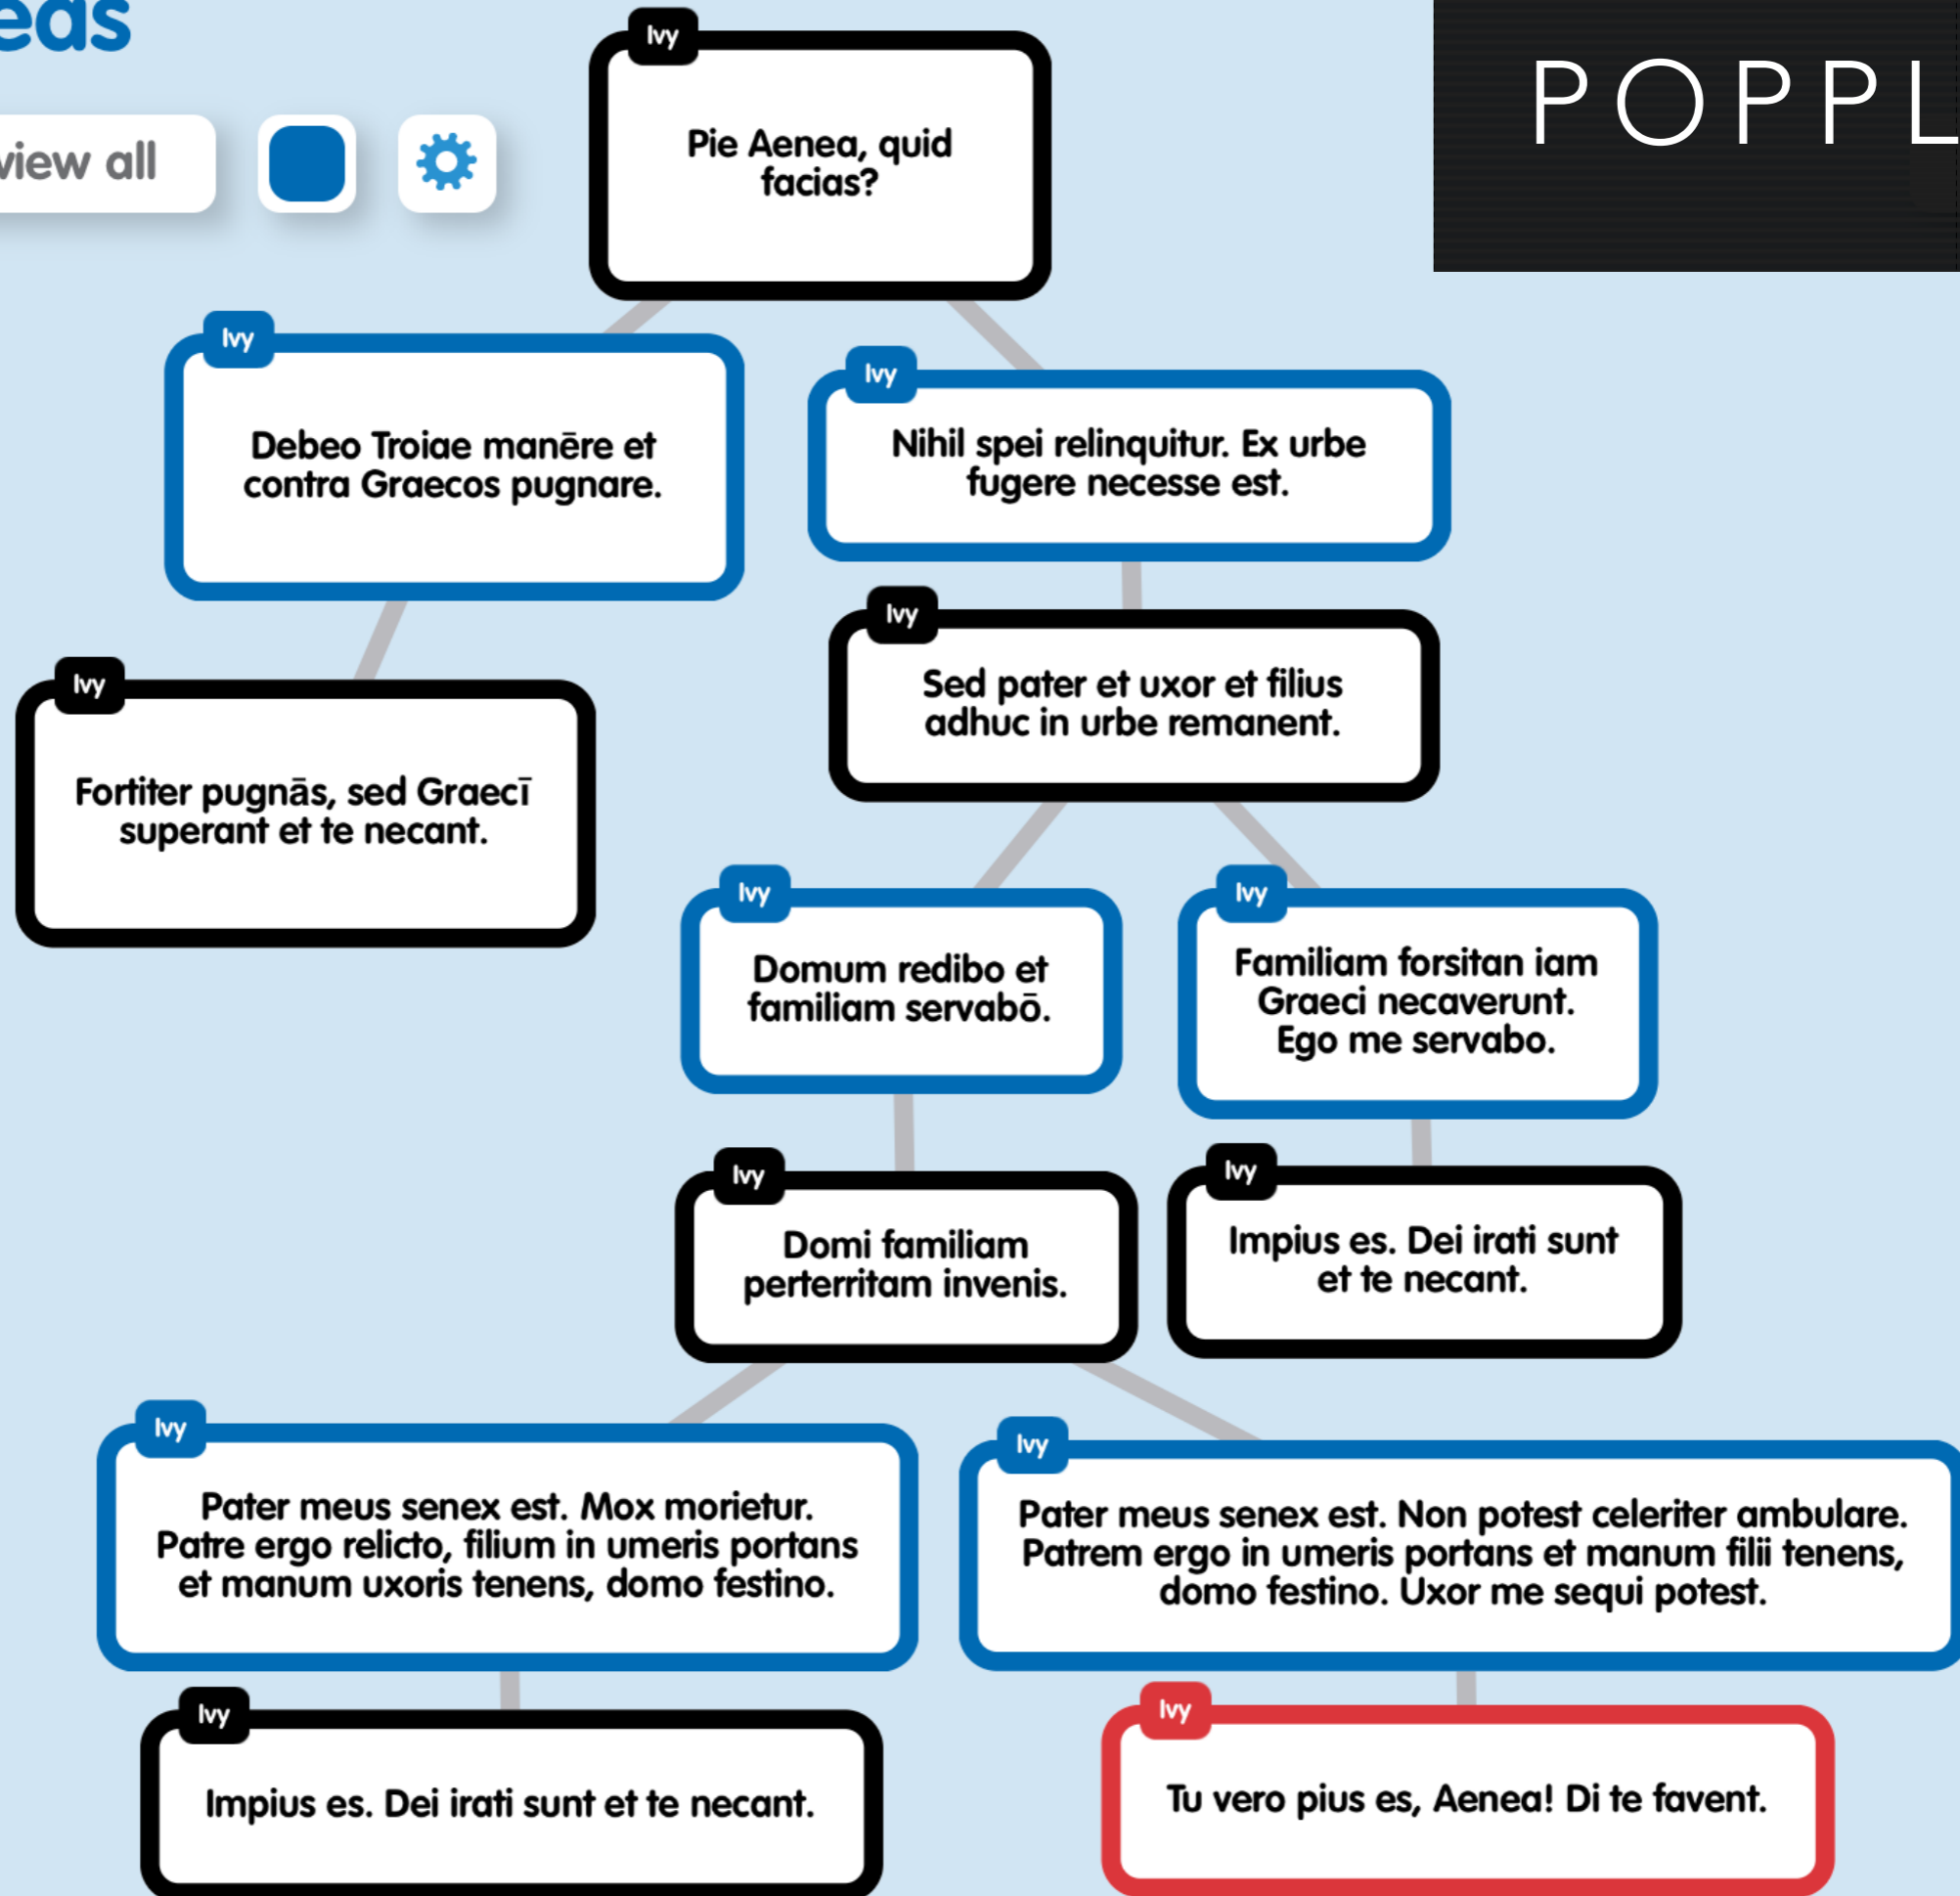 eas
view all
POPPL
Ivy
Pie Aenea, quid
facias?
Ivy
Debeo Troiae manēre et
contra Graecos pugnare.
Ivy
Nihil spei relinquitur. Ex urbe
fugere necesse est.
Ivy
Fortiter pugnās, sed Graecī
superant et te necant.
Ivy
Sed pater et uxor et filius
adhuc in urbe remanent.
Ivy
Domum redibo et
familiam servabō.
Ivy
Familiam forsitan iam
Graeci necaverunt.
Ego me servabo.
Ivy
Domi familiam
perterritam invenis.
Ivy
Impius es. Dei irati sunt
et te necant.
Ivy
Pater meus senex est. Mox morietur.
Patre ergo relicto, filium in umeris portans
et manum uxoris tenens, domo festino.
Ivy
Pater meus senex est. Non potest celeriter ambulare.
Patrem ergo in umeris portans et manum filii tenens,
domo festino. Uxor me sequi potest.
Ivy
Impius es. Dei irati sunt et te necant.
Ivy
Tu vero pius es, Aenea! Di te favent.